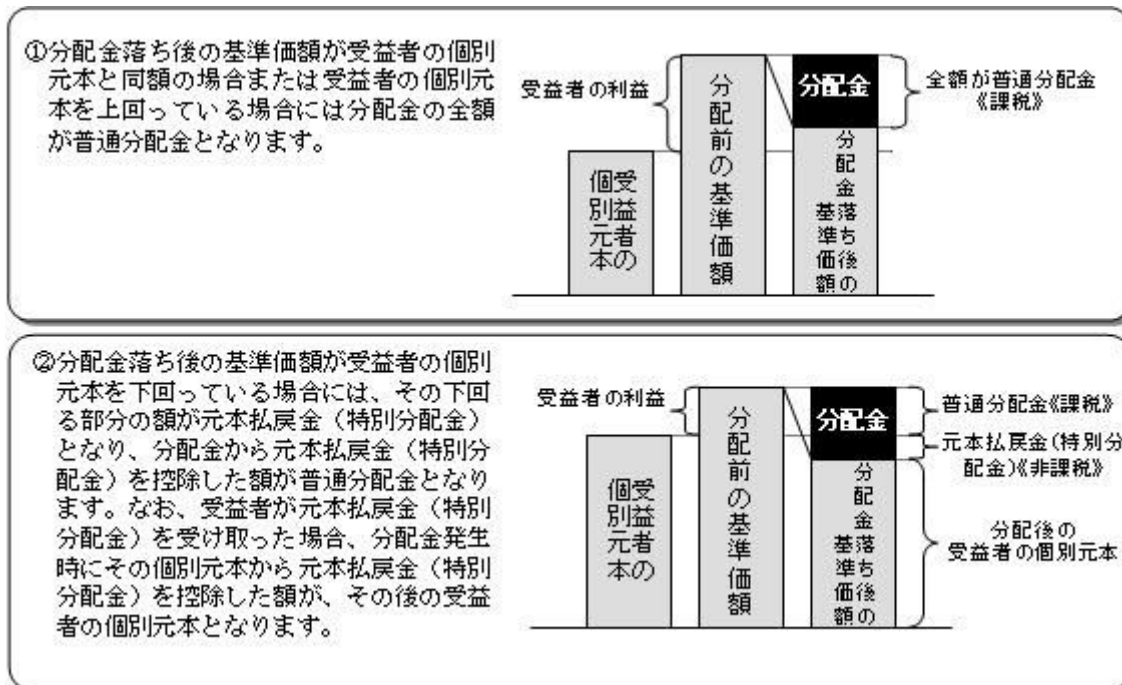 ①分配金落ち後の基準価額が受益者の個別
元本と同額の場合または受益者の個別元
本を上回っている場合には分配金の全額
が普通分配金となります。
受益者の利益
受益者の
個別元本
分配前の基準価額
分配金
分配金落ち後の
基準価額
全額が普通分配金
《課税》
②分配金落ち後の基準価額が受益者の個別
元本を下回っている場合には、その下回
る部分の額が元本払戻金（特別分配金）
となり、分配金から元本払戻金（特別分
配金）を控除した額が普通分配金となり
ます。なお、受益者が元本払戻金（特別
分配金）を受け取った場合、分配金発生
時にその個別元本から元本払戻金（特別
分配金）を控除した額が、その後の受益
者の個別元本となります。
受益者の利益
受益者の
個別元本
分配前の基準価額
分配金
分配金落ち後の
基準価額
普通分配金《課税》
元本払戻金（特別分
配金）《非課税》
分配後の
受益者の個別元本